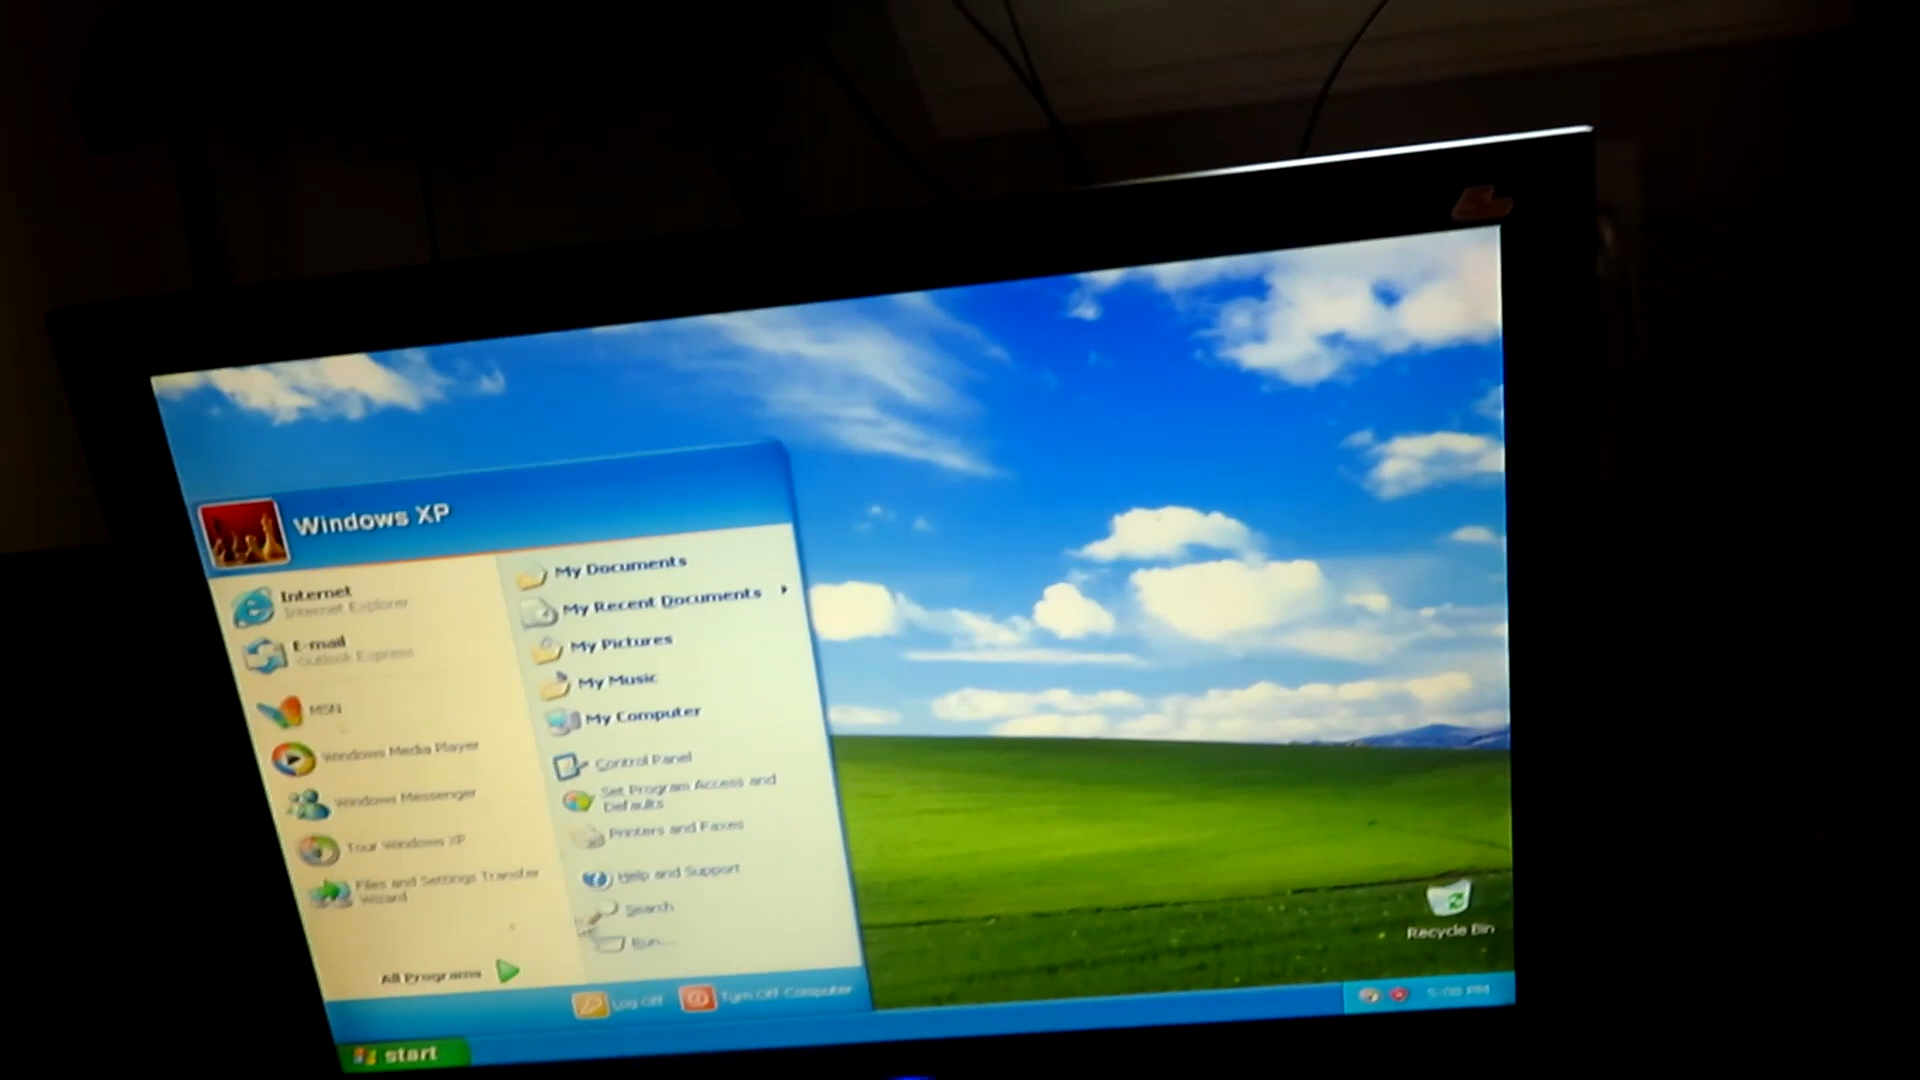 Windows XP
Internet
Internet Explorer
E-mail
Outlook Express
MSN
Windows Media Player
Windows Messenger
Tour Windows XP
Files and Settings Transfer
Wizard
All Programs
My Documents
My Recent Documents
My Pictures
My Music
My Computer
Control Panel
Set Program Access and
Defaults
Printers and Faxes
Help and Support
Search
Run...
Log Off
Turn Off Computer
Recycle Bin
start